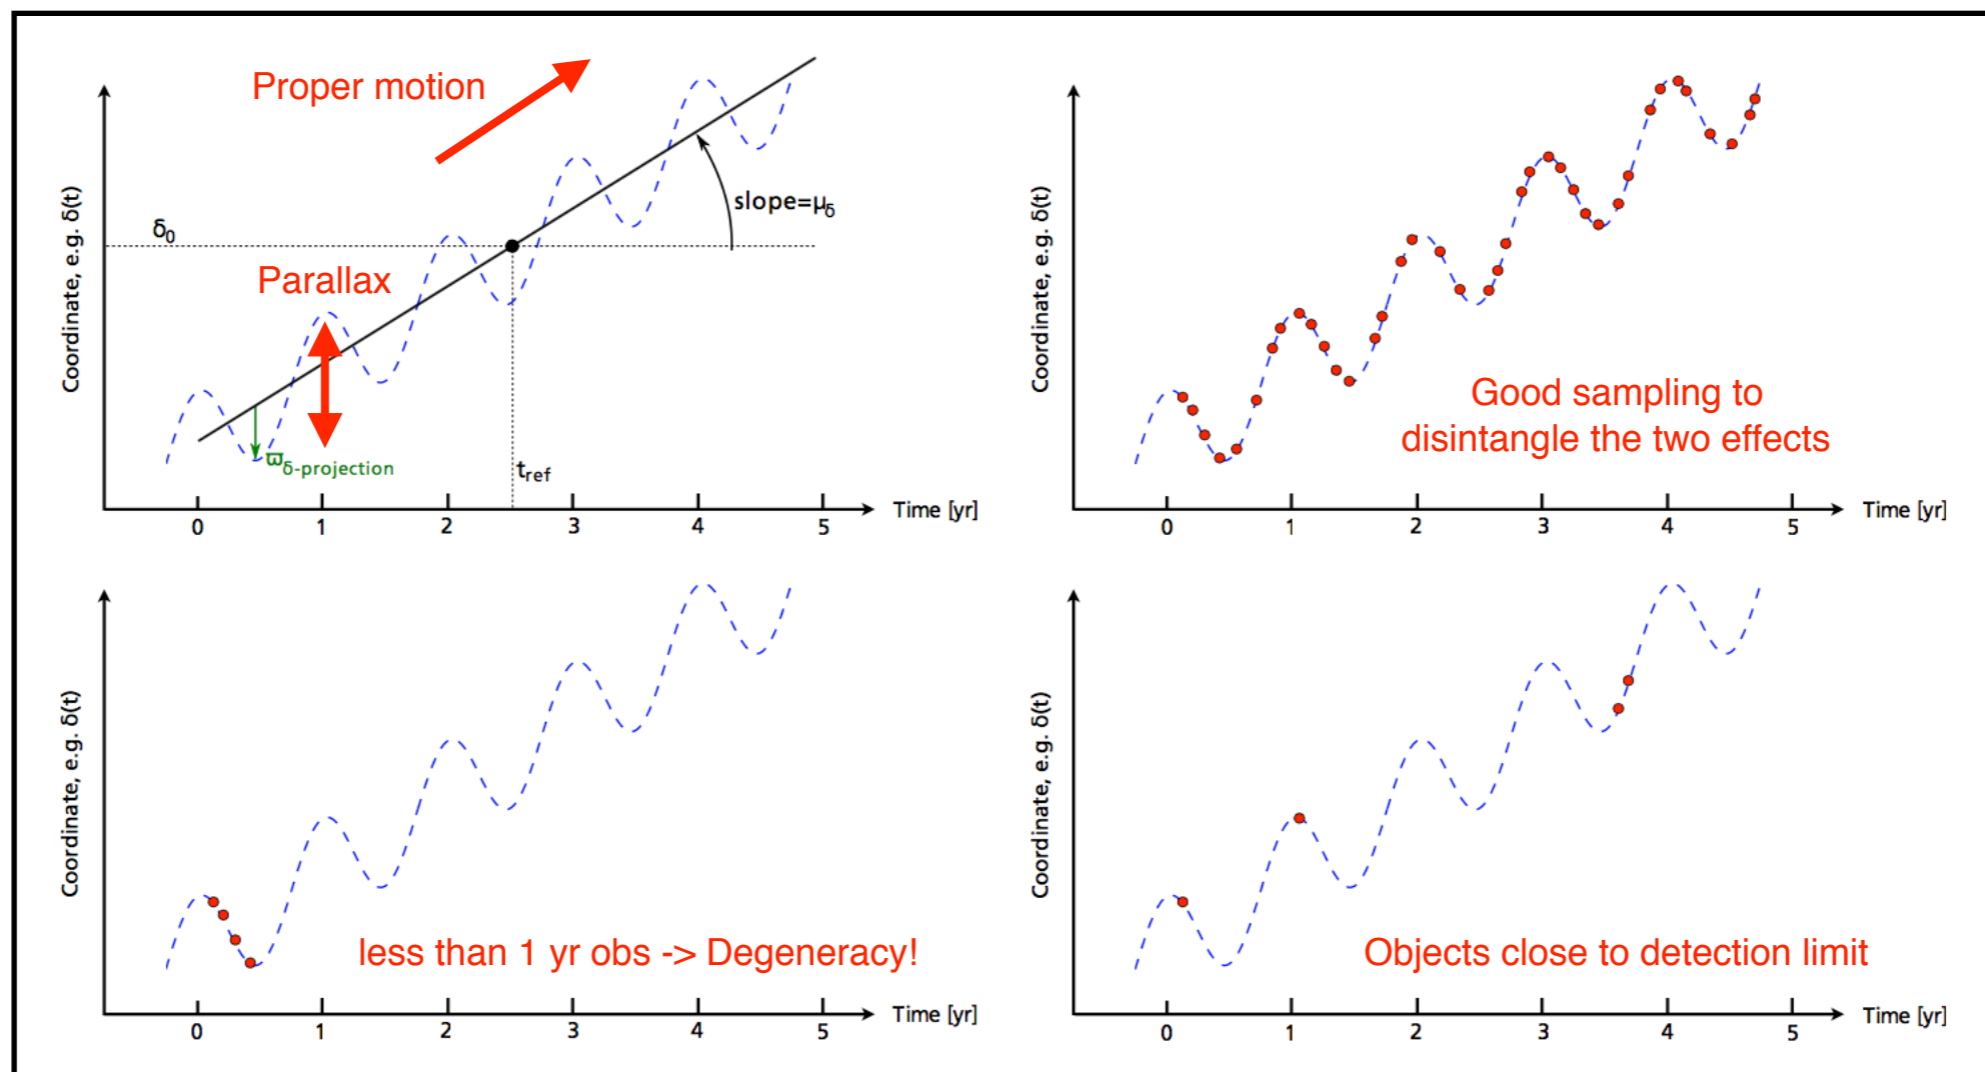 Proper motion
Coordinate, e.g. δ(t)
δ0
slope=μδ
Parallax
ϖδ-projection
tref
0 1 2 3 4 5
Time [yr]
Coordinate, e.g. δ(t)
Good sampling to
disintangle the two effects
0 1 2 3 4 5
Time [yr]
Coordinate, e.g. δ(t)
less than 1 yr obs -> Degeneracy!
0 1 2 3 4 5
Time [yr]
Coordinate, e.g. δ(t)
Objects close to detection limit
0 1 2 3 4 5
Time [yr]